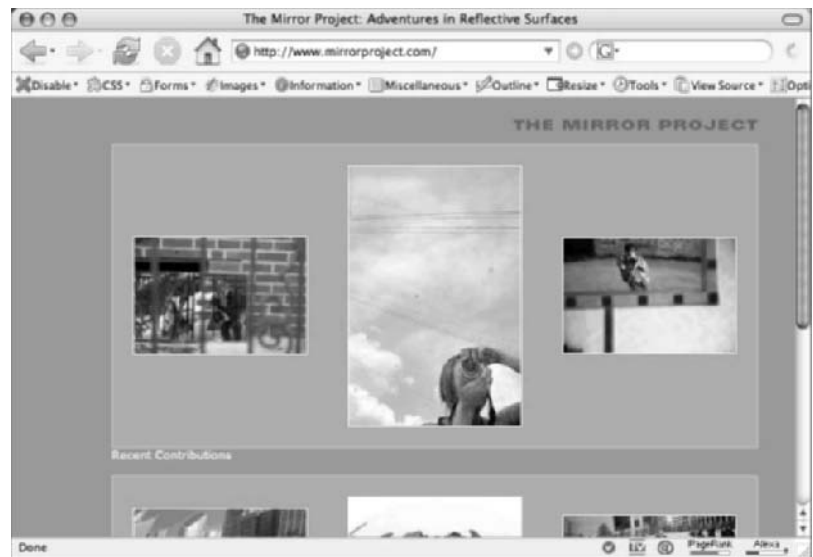 The Mirror Project: Adventures in Reflective Surfaces
http://www.mirrorproject.com/ G
Disable CSS Forms Images Information Miscellaneous Outline Resize Tools View Source Opti
THE MIRROR PROJECT
Recent Contributions
Done PageRank Alexa